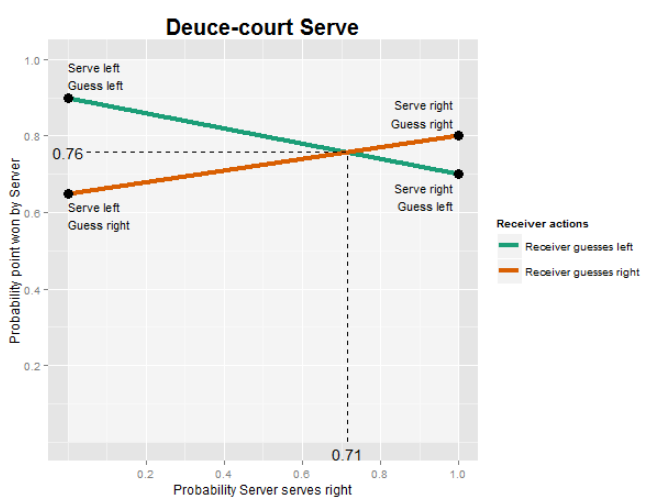 Deuce-court Serve
1.0
Serve left
Guess left
Serve right
Guess right
0.8
0.76
Serve right
Guess left
Serve left
Guess right
0.6
0.4
0.2
0.71
0.2
0.4
0.6
0.8
1.0
Probability point won by Server
Probability Server serves right
Receiver actions
Receiver guesses left
Receiver guesses right